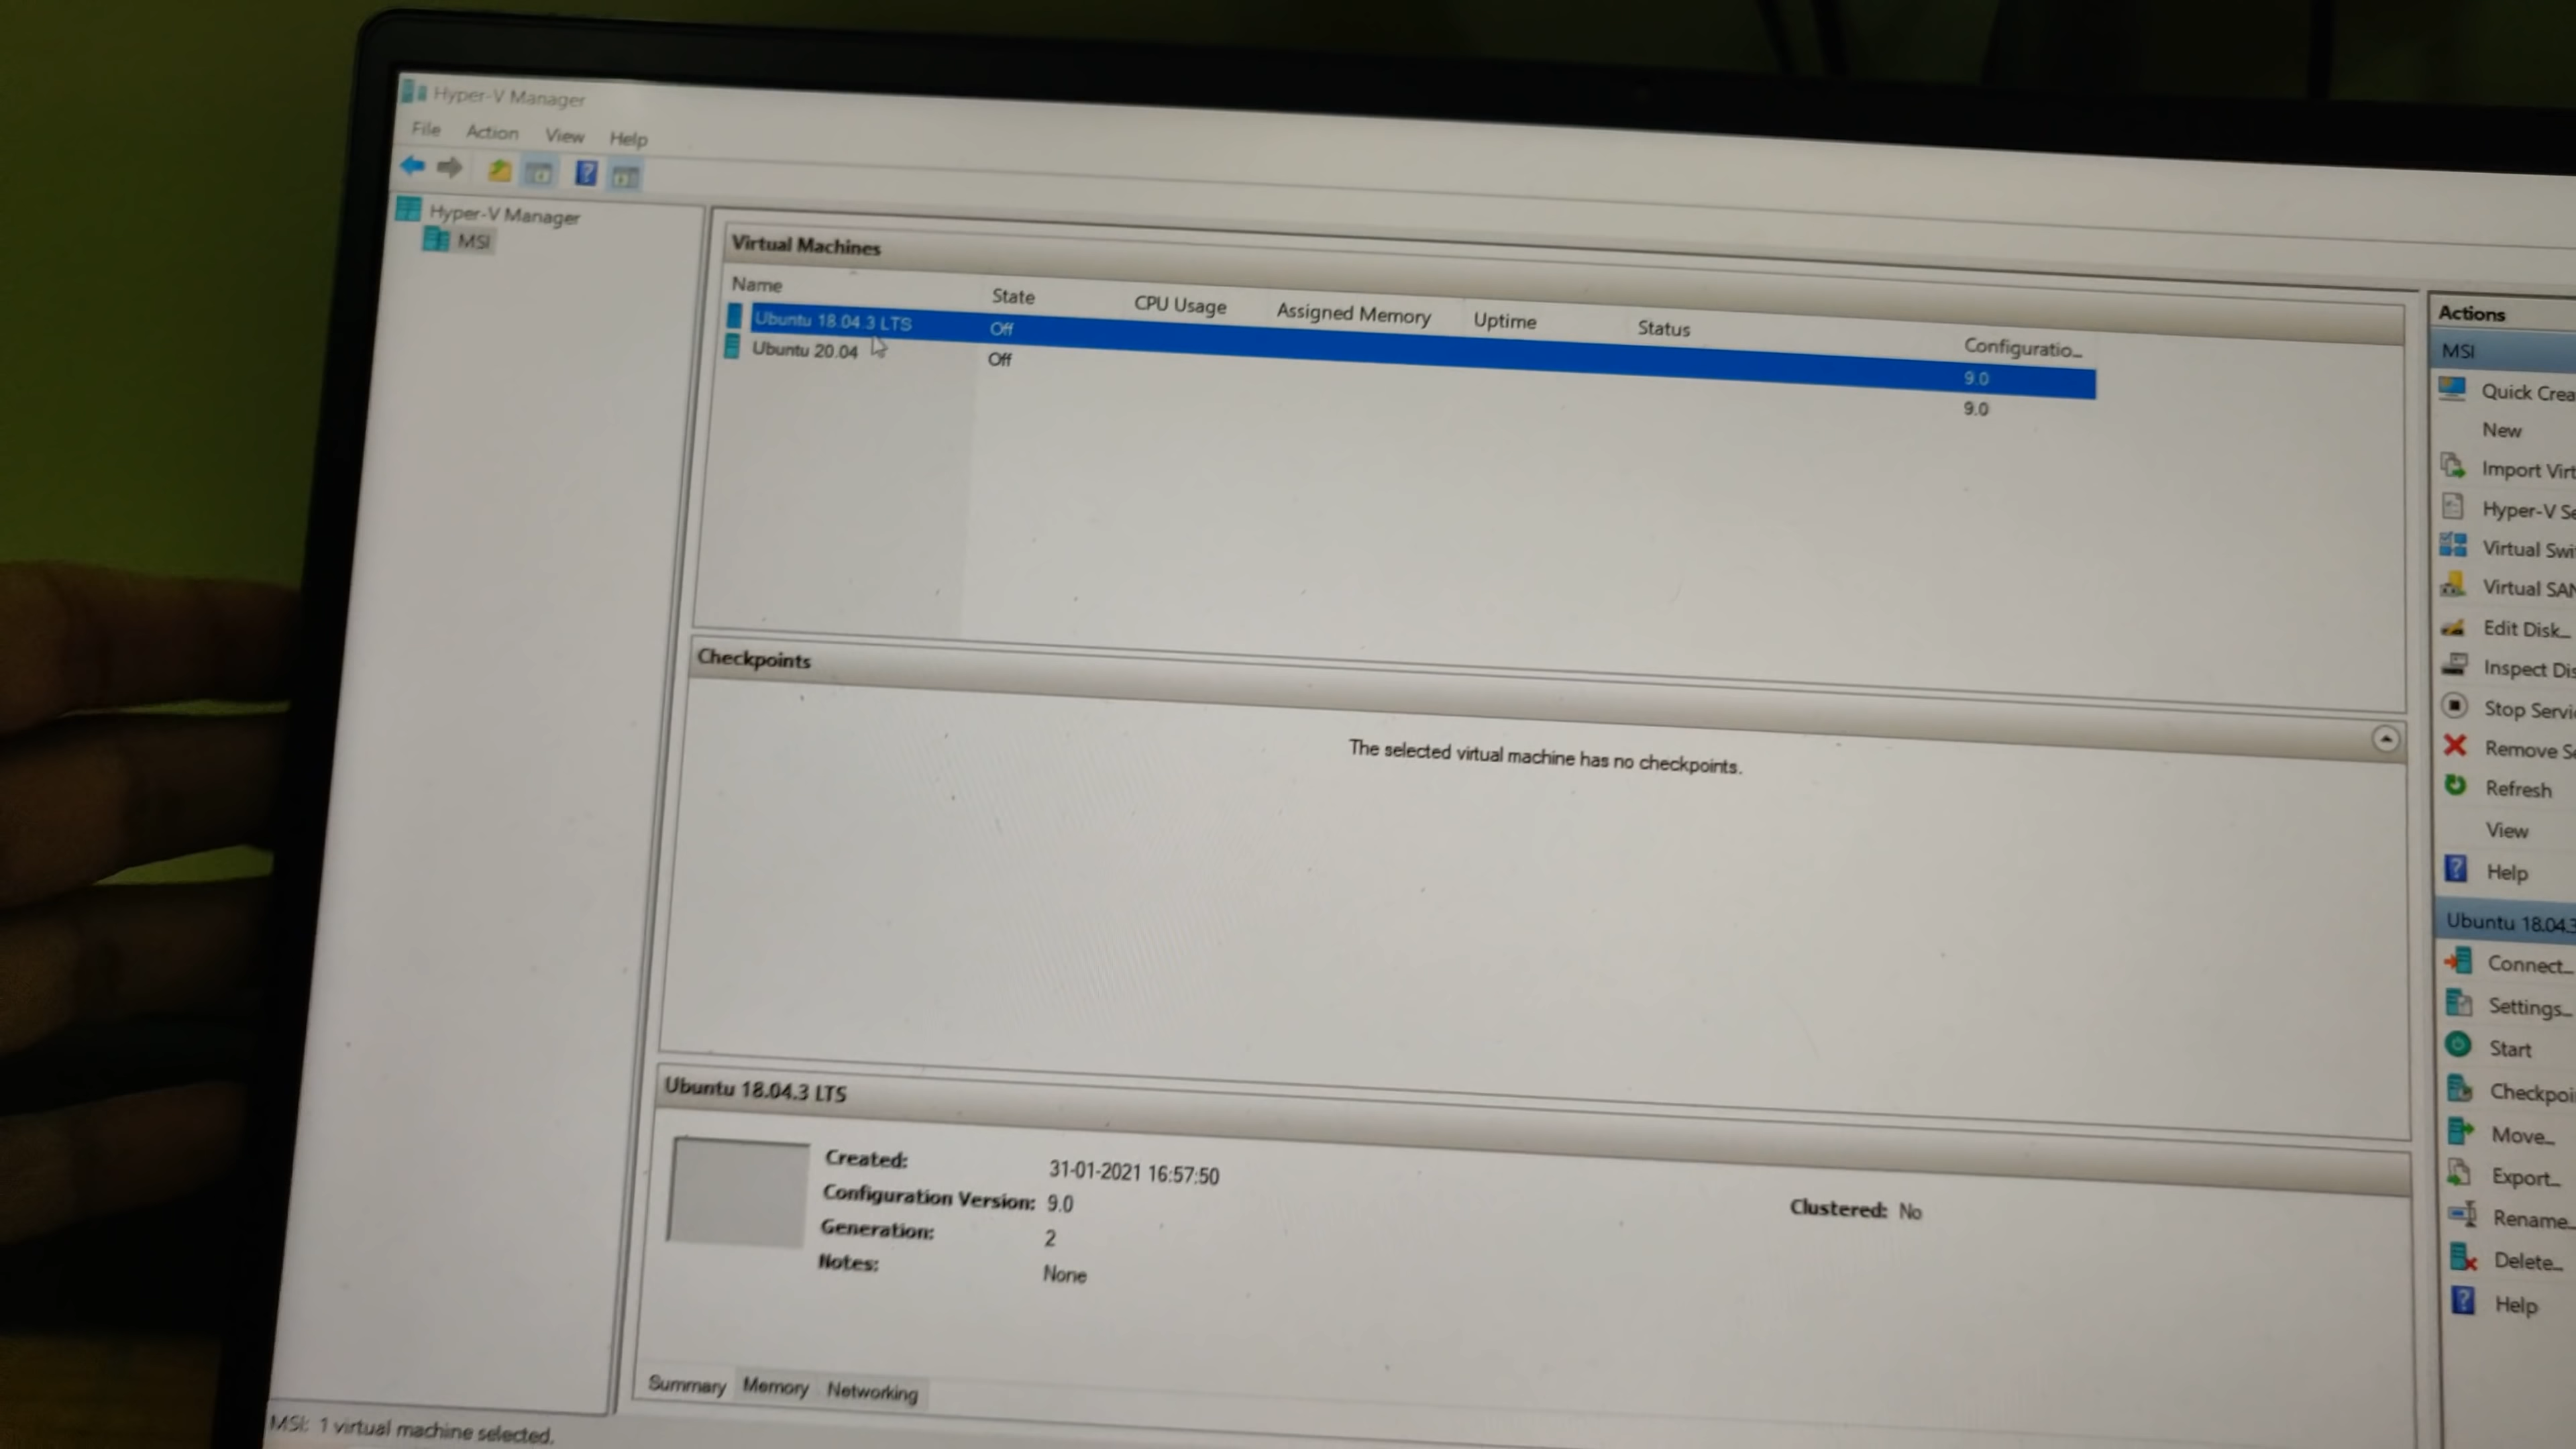 Hyper-V Manager
File Action View Help
Hyper-V Manager
MSI
Virtual Machines
Name State CPU Usage Assigned Memory Uptime Status Configuratio...
Ubuntu 18.04.3 LTS Off 9.0
Ubuntu 20.04 Off 9.0
Checkpoints
The selected virtual machine has no checkpoints.
Ubuntu 18.04.3 LTS
Created: 31-01-2021 16:57:50
Configuration Version: 9.0
Clustered: No
Generation: 2
Notes: None
Summary Memory Networking
MSI: 1 virtual machine selected.
Actions
MSI
Quick Crea
New
Import Virt
Hyper-V Se
Virtual Swi
Virtual SAN
Edit Disk...
Inspect Dis
Stop Servi
Remove Se
Refresh
View
Help
Ubuntu 18.04.3
Connect...
Settings...
Start
Checkpoi
Move...
Export...
Rename...
Delete...
Help